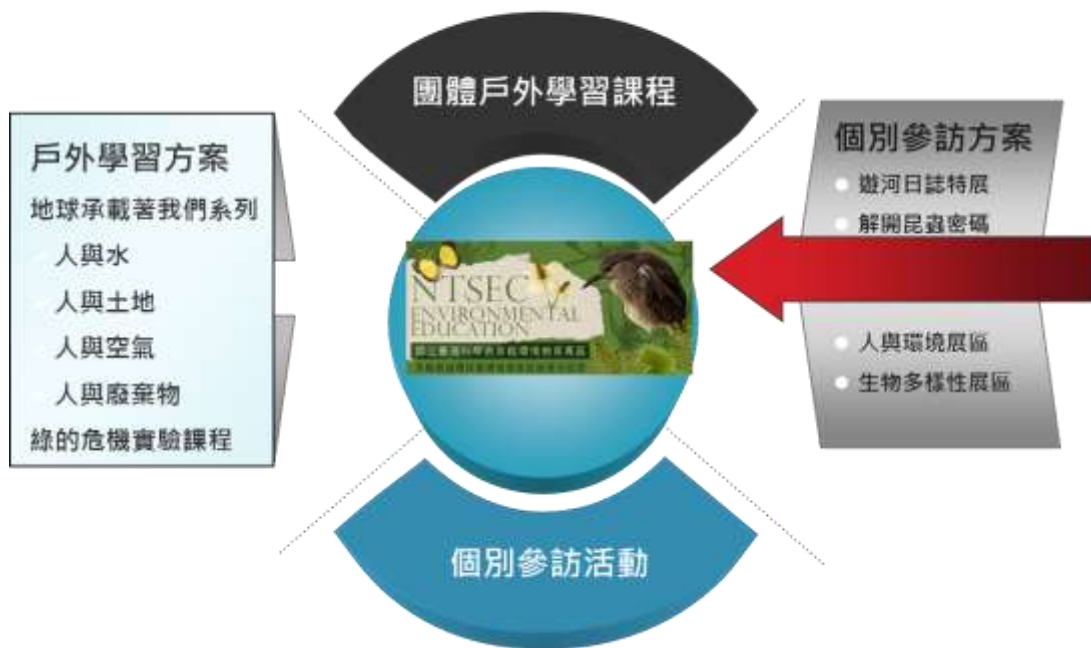 團體戶外學習課程
戶外學習方案
地球承載著我們系列
人與水
人與土地
人與空氣
人與廢棄物
綠的危機實驗課程
NTSEC
ENVIRONMENTAL
EDUCATION
個別參訪方案
遊河日誌特展
解開昆蟲密碼
人與環境展區
生物多樣性展區
個別參訪活動